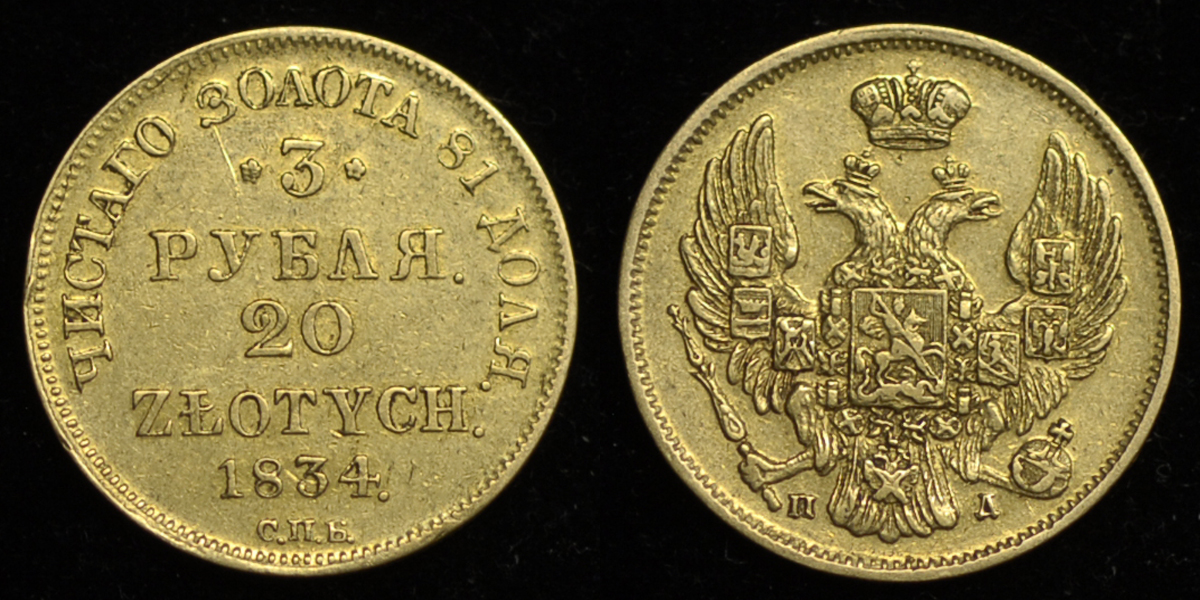 ЧИСТАГО ЗОЛОТА 81 ДОЛЯ.
3
РУБЛЯ.
20
ZŁOTYCH.
1834.
С.П.Б.
П Д